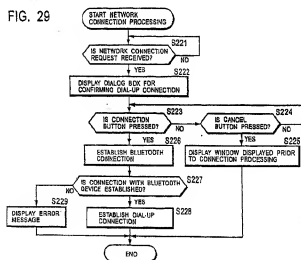 FIG. 29
START NETWORK
CONNECTION PROCESSING
S221
IS NETWORK CONNECTION
REQUEST RECEIVED?
NO
YES
S222
DISPLAY DIALOG BOX FOR
CONFIRMING DIAL-UP CONNECTION
S223
IS CONNECTION
BUTTON PRESSED?
NO
S224
IS CANCEL
BUTTON PRESSED?
NO
YES
S226
ESTABLISH BLUETOOTH
CONNECTION
YES
S225
DISPLAY WINDOW DISPLAYED PRIOR
TO CONNECTION PROCESSING
S227
IS CONNECTION WITH BLUETOOTH
DEVICE ESTABLISHED?
NO
S229
DISPLAY ERROR
MESSAGE
YES
S228
ESTABLISH DIAL-UP
CONNECTION
END